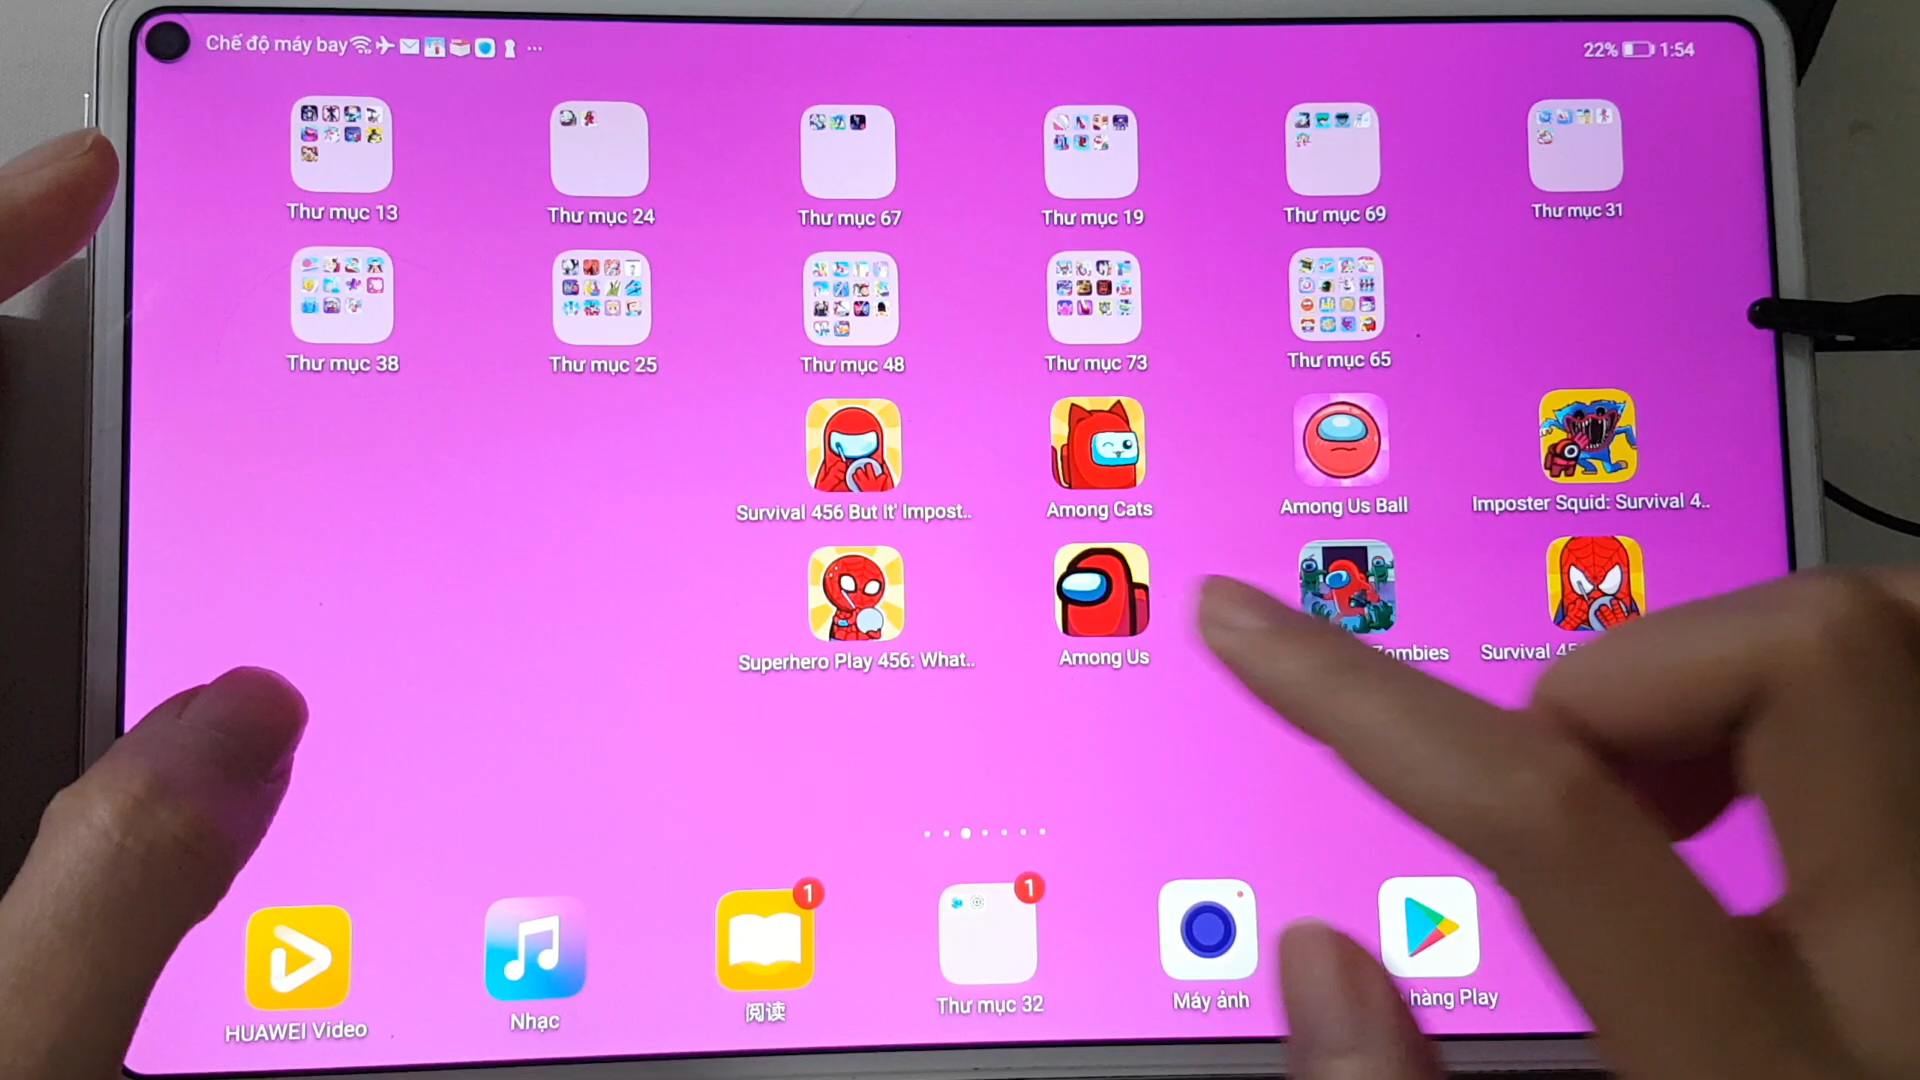 Chế độ máy bay
22% 1:54
Thư mục 13
Thư mục 24
Thư mục 67
Thư mục 19
Thư mục 69
Thư mục 31
Thư mục 38
Thư mục 25
Thư mục 48
Thư mục 73
Thư mục 65
Survival 456 But It' Impost..
Among Cats
Among Us Ball
Imposter Squid: Survival 4..
Superhero Play 456: What..
Among Us
Zombies
Survival
1
1
HUAWEI Video
Nhạc
阅读
Thư mục 32
Máy ảnh
hàng Play